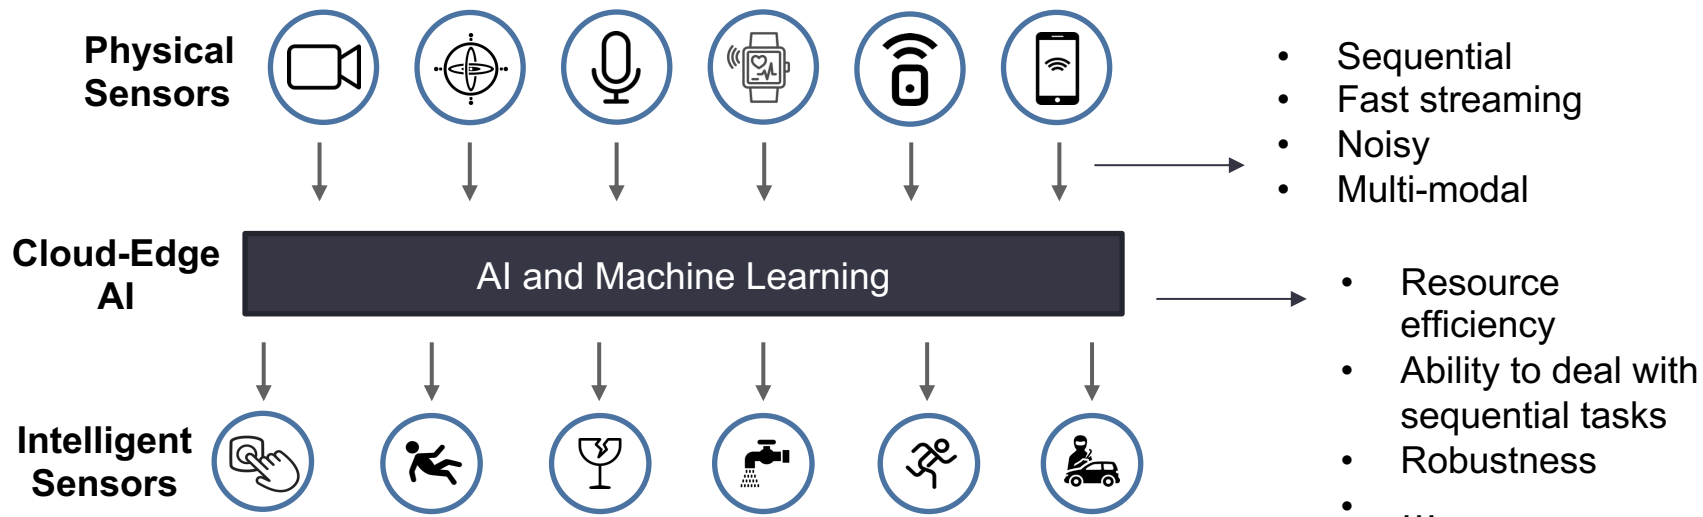 Physical
Sensors
• Sequential
• Fast streaming
• Noisy
• Multi-modal
Cloud-Edge
AI
AI and Machine Learning
• Resource
efficiency
• Ability to deal with
sequential tasks
• Robustness
• ...
Intelligent
Sensors